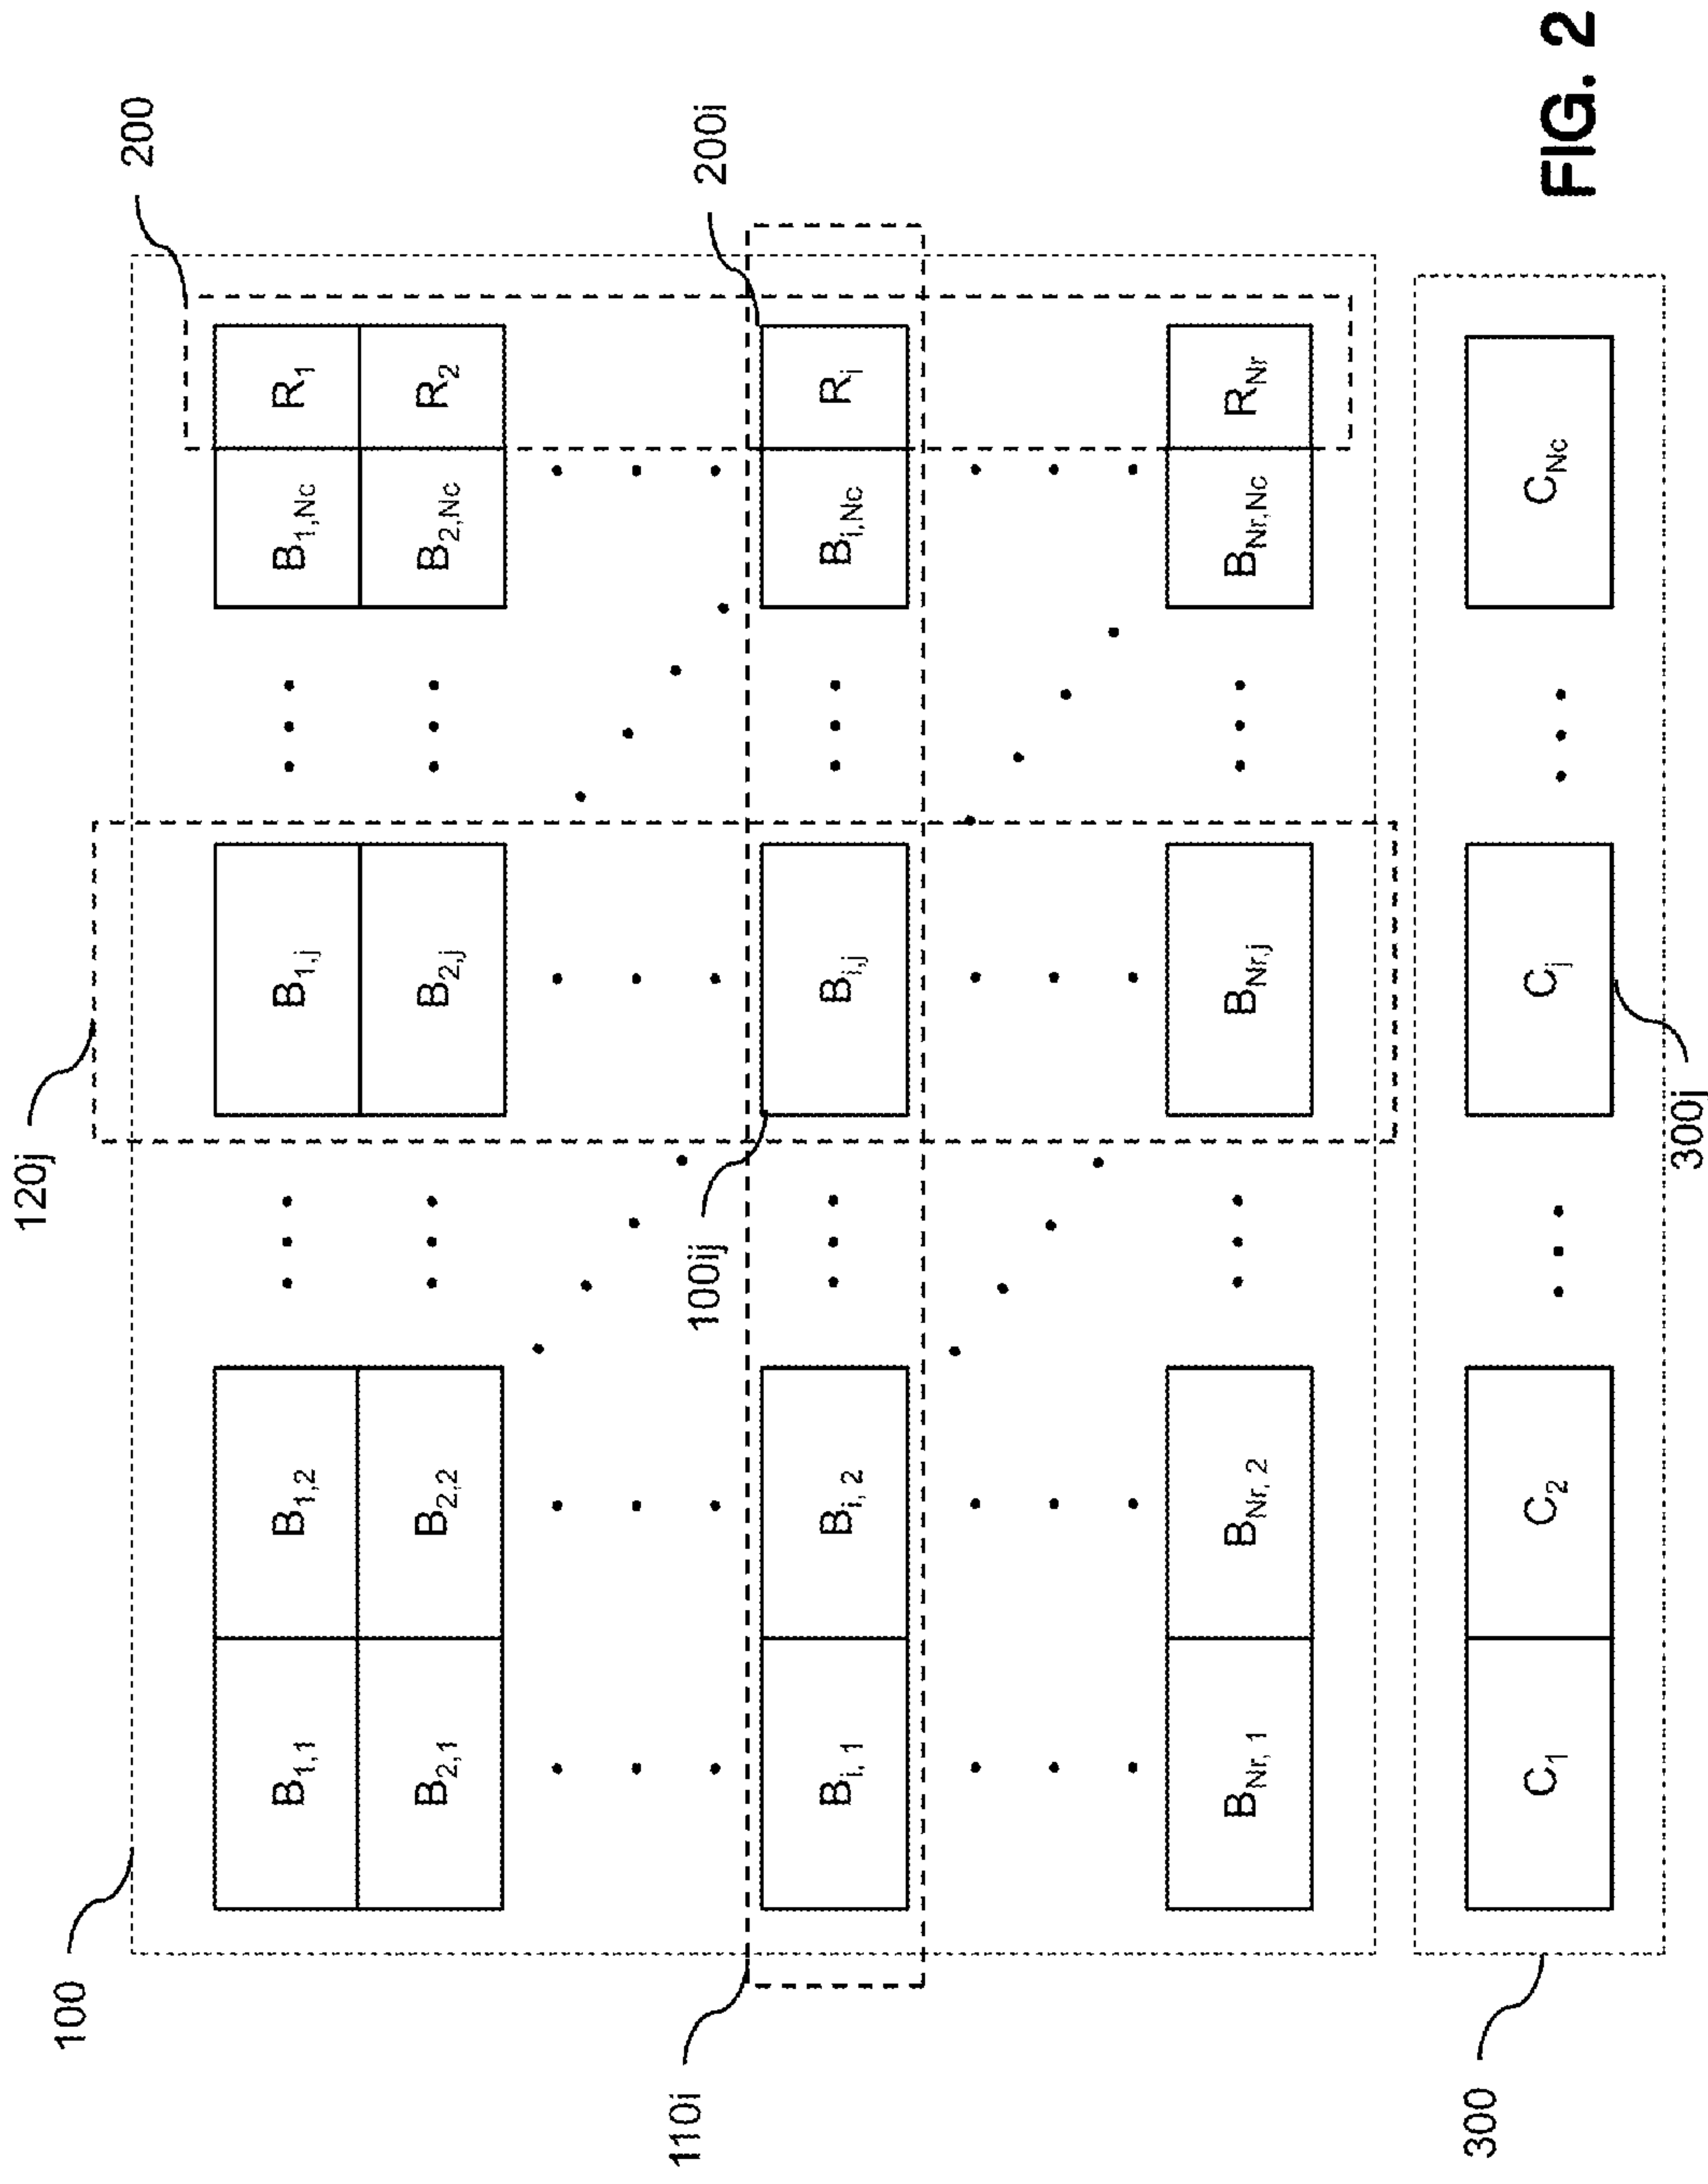 120j
200
100
B1,1 B1,2 B1,j B1,Nc R1
B2,1 B2,2 B2,j B2,Nc R2
200i
100ij
110i
Bi,1 Bi,2 Bi,j Bi,Nc Ri
BNr,1 BNr,2 BNr,j BNr,Nc RNr
C1 C2 Cj CNc
300
300j
FIG. 2